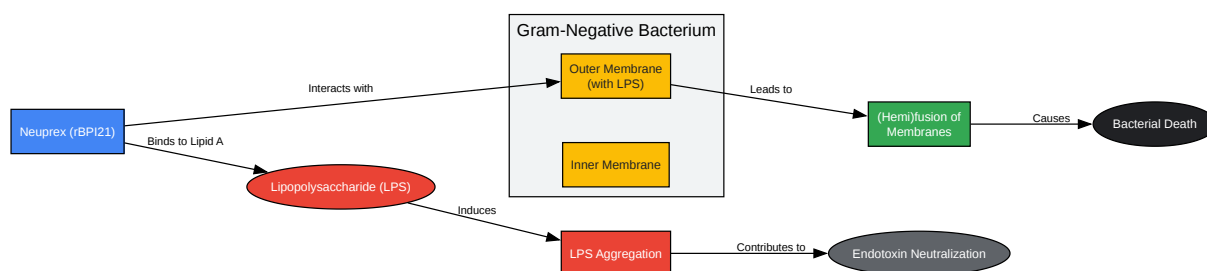 Gram-Negative Bacterium
Outer Membrane
(with LPS)
Interacts with
Leads to
(Hemi)fusion of
Membranes
Causes
Bacterial Death
Neuprex (rBPI21)
Binds to Lipid A
Inner Membrane
Lipopolysaccharide (LPS)
Induces
LPS Aggregation
Contributes to
Endotoxin Neutralization